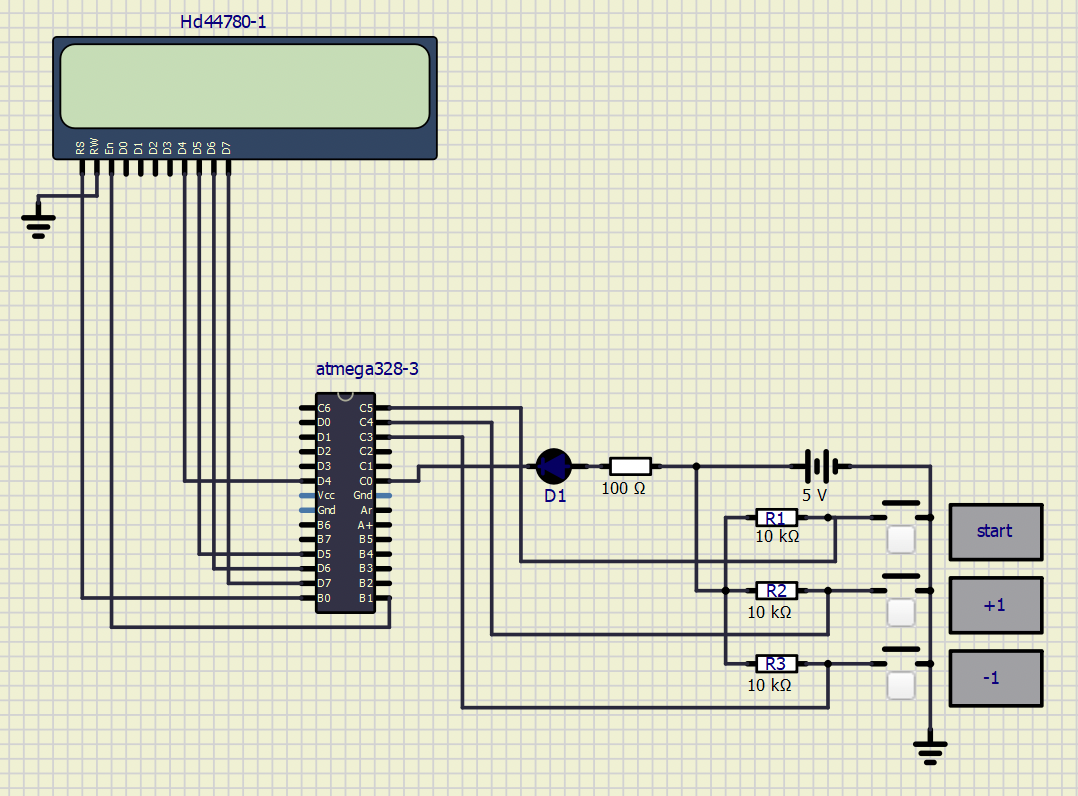 Hd44780-1
RS RW En D0 D1 D2 D3 D4 D5 D6 D7
atmega328-3
C6 C5
D0 C4
D1 C3
D2 C2
D3 C1
D4 C0
Vcc Gnd
Gnd Ar
B6 A+
B7 B5
D5 B4
D6 B3
D7 B2
B0 B1
D1
100 Ω
5 V
R1
10 kΩ
start
R2
10 kΩ
+1
R3
10 kΩ
-1